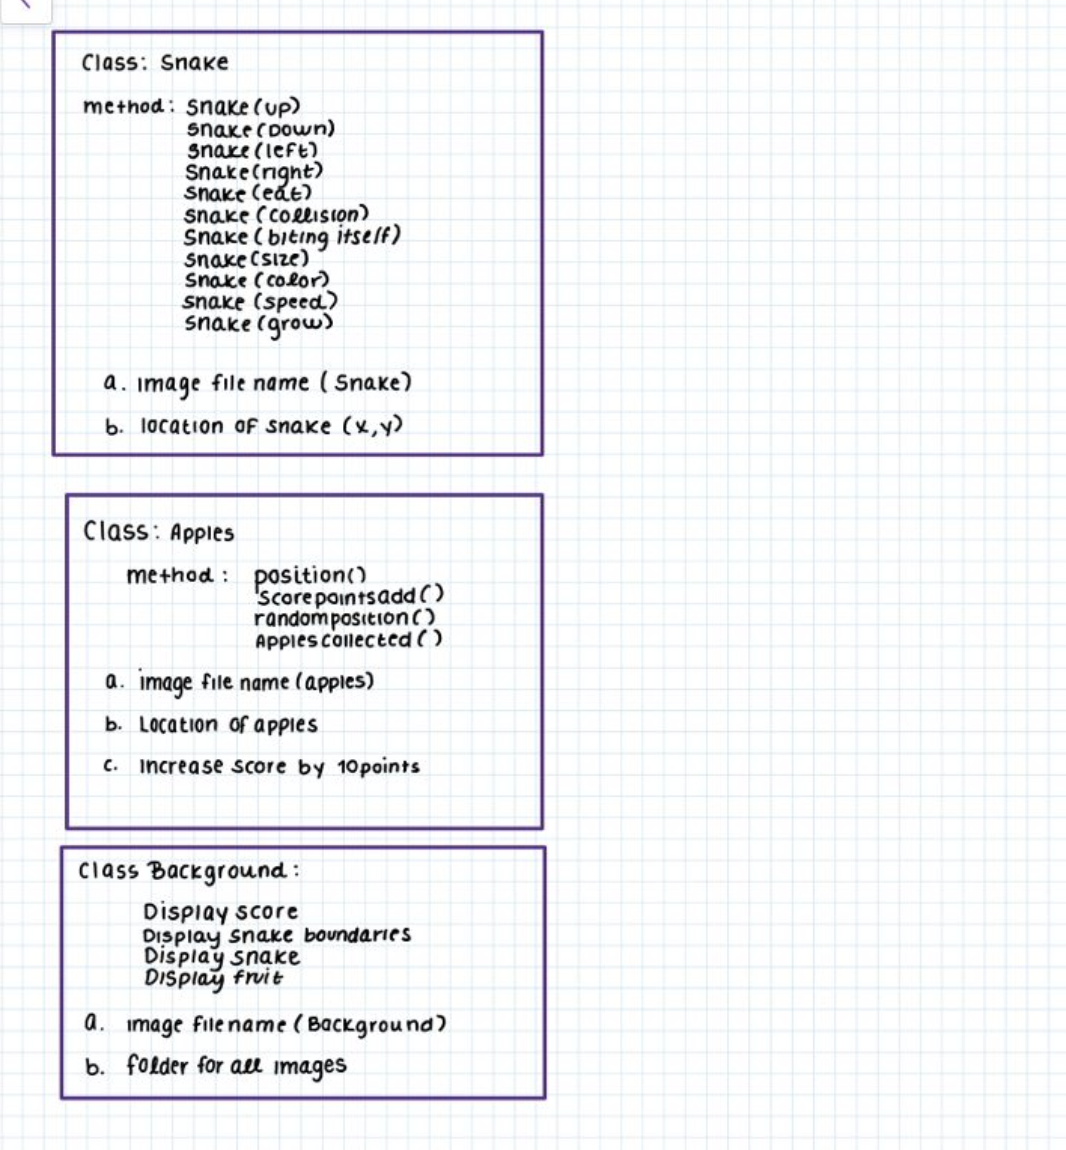 Class: Snake
method: snake(up)
snake(Down)
snake(left)
Snake(right)
snake(eat)
snake (collision)
Snake (biting itself)
snake(size)
Snake (color)
snake (speed)
snake (grow)
a. image file name ( Snake)
b. location of snake (x,y)
Class: Apples
method: position()
Scorepointsadd()
randomposition()
Apples collected ( )
a. image file name (apples)
b. Location of apples
c. Increase score by 10points
Class Background:
Display score
Display snake boundaries
Display snake
Display fruit
a. image filename (Background)
b. folder for all images